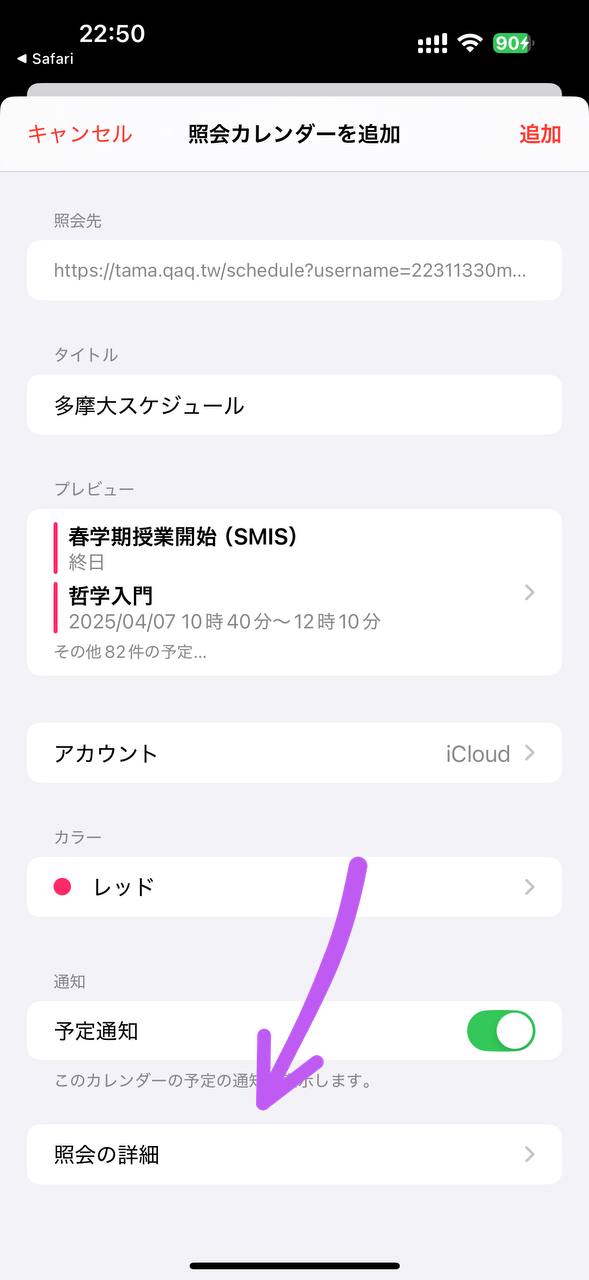 22:50
◀ Safari
90
キャンセル
照会カレンダーを追加
追加
照会先
https://tama.qaq.tw/schedule?username=22311330m...
タイトル
多摩大スケジュール
プレビュー
春学期授業開始（SMIS）
終日
哲学入門
2025/04/07 10時40分～12時10分
その他82件の予定...
アカウント
iCloud
カラー
レッド
通知
予定通知
このカレンダーの予定の通知 示します。
照会の詳細